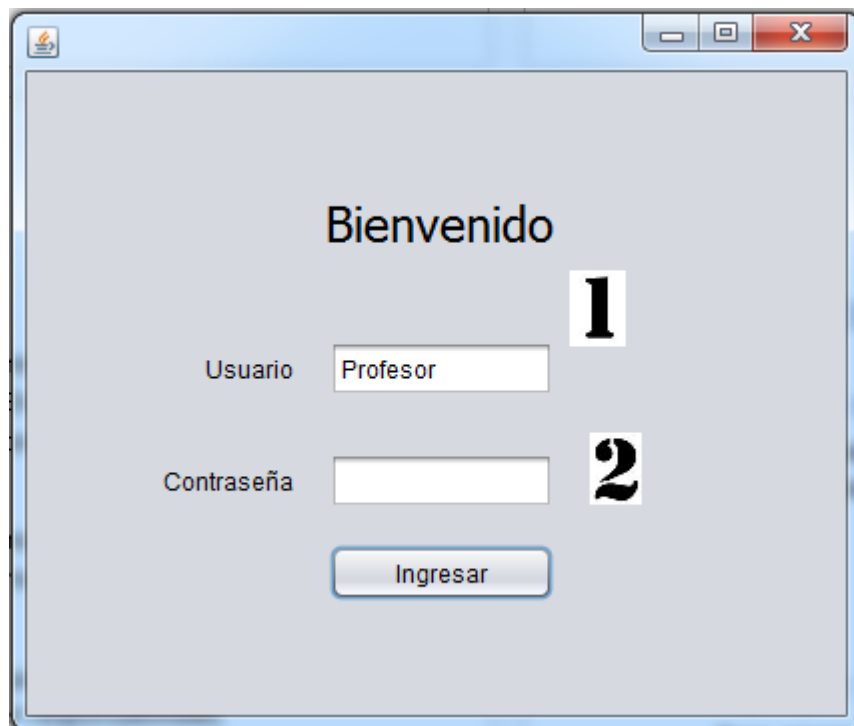 Bienvenido
1
Usuario Profesor
Contraseña
2
Ingresar